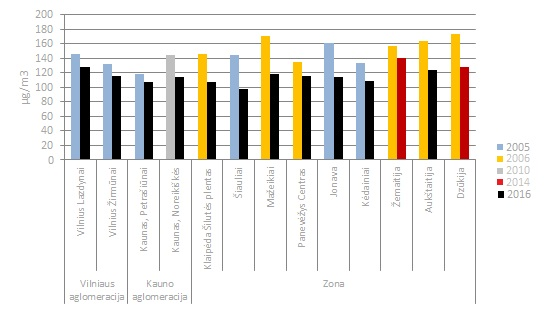 200
180
160
140
120
100
80
60
40
20
0
µg/m3
Vilnius Lazdynai
Vilnius Žirmūnai
Kaunas, Petrašiūnai
Kaunas, Noreikiškės
Klaipėda Šilutės plentas
Šiauliai
Mažeikiai
Panevėžys Centras
Jonava
Kėdainiai
Žemaitija
Aukštaitija
Dzūkija
Vilniaus
aglomeracija
Kauno
aglomeracija
Zona
2005
2006
2010
2014
2016